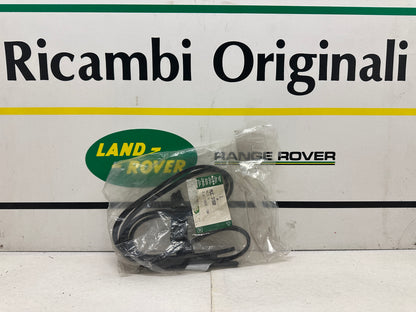 Ricambi Originali
LAND
ROVER
RANGE ROVER